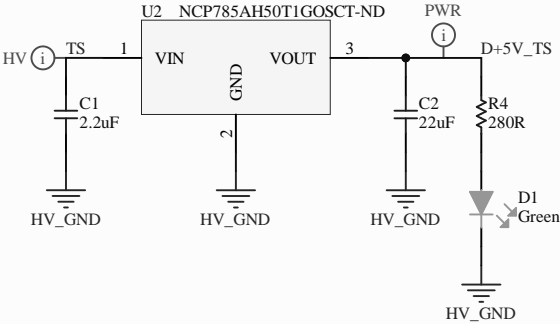 U2 NCP785AH50T1GOSCT-ND
PWR
i
HV i TS 1 VIN VOUT 3 D+5V_TS
GND
C1
2.2uF
C2
22uF
R4
280R
2
HV_GND HV_GND HV_GND
D1
Green
HV_GND